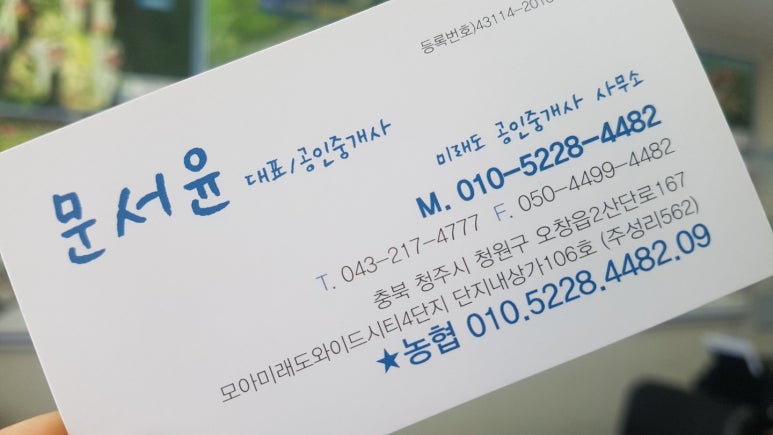 등록번호)43114-2016
문서윤 대표/공인중개사
미래도 공인중개사 사무소
M. 010-5228-4482
T. 043-217-4777 F. 050-4499-4482
충북 청주시 청원구 오창읍2산단로167
모아미래도와이드시티4단지 단지내상가106호 (주성리562)
★농협 010.5228.4482.09